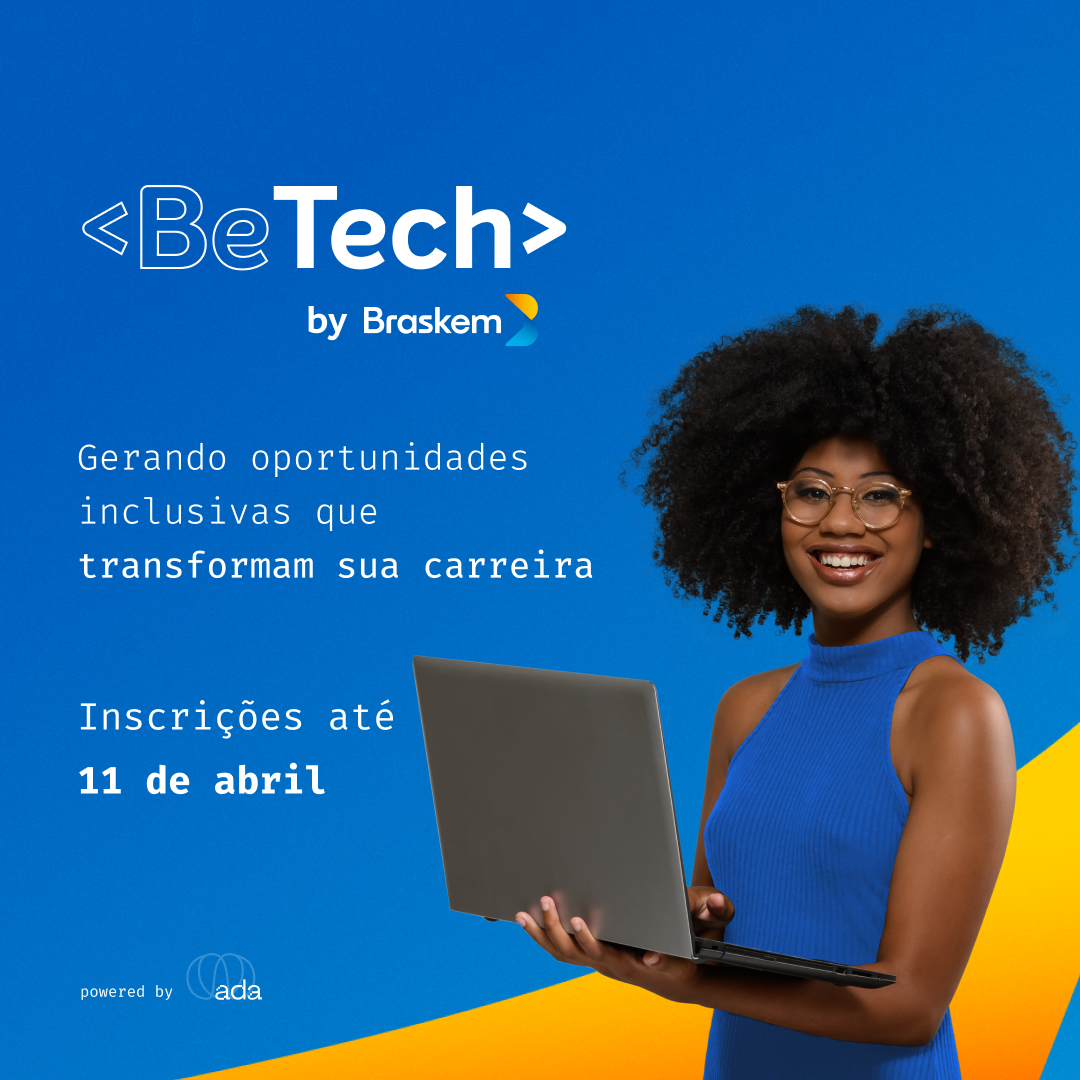 <BeTech>
by Braskem
Gerando oportunidades
inclusivas que
transformam sua carreira
Inscrições até
11 de abril
powered by ada